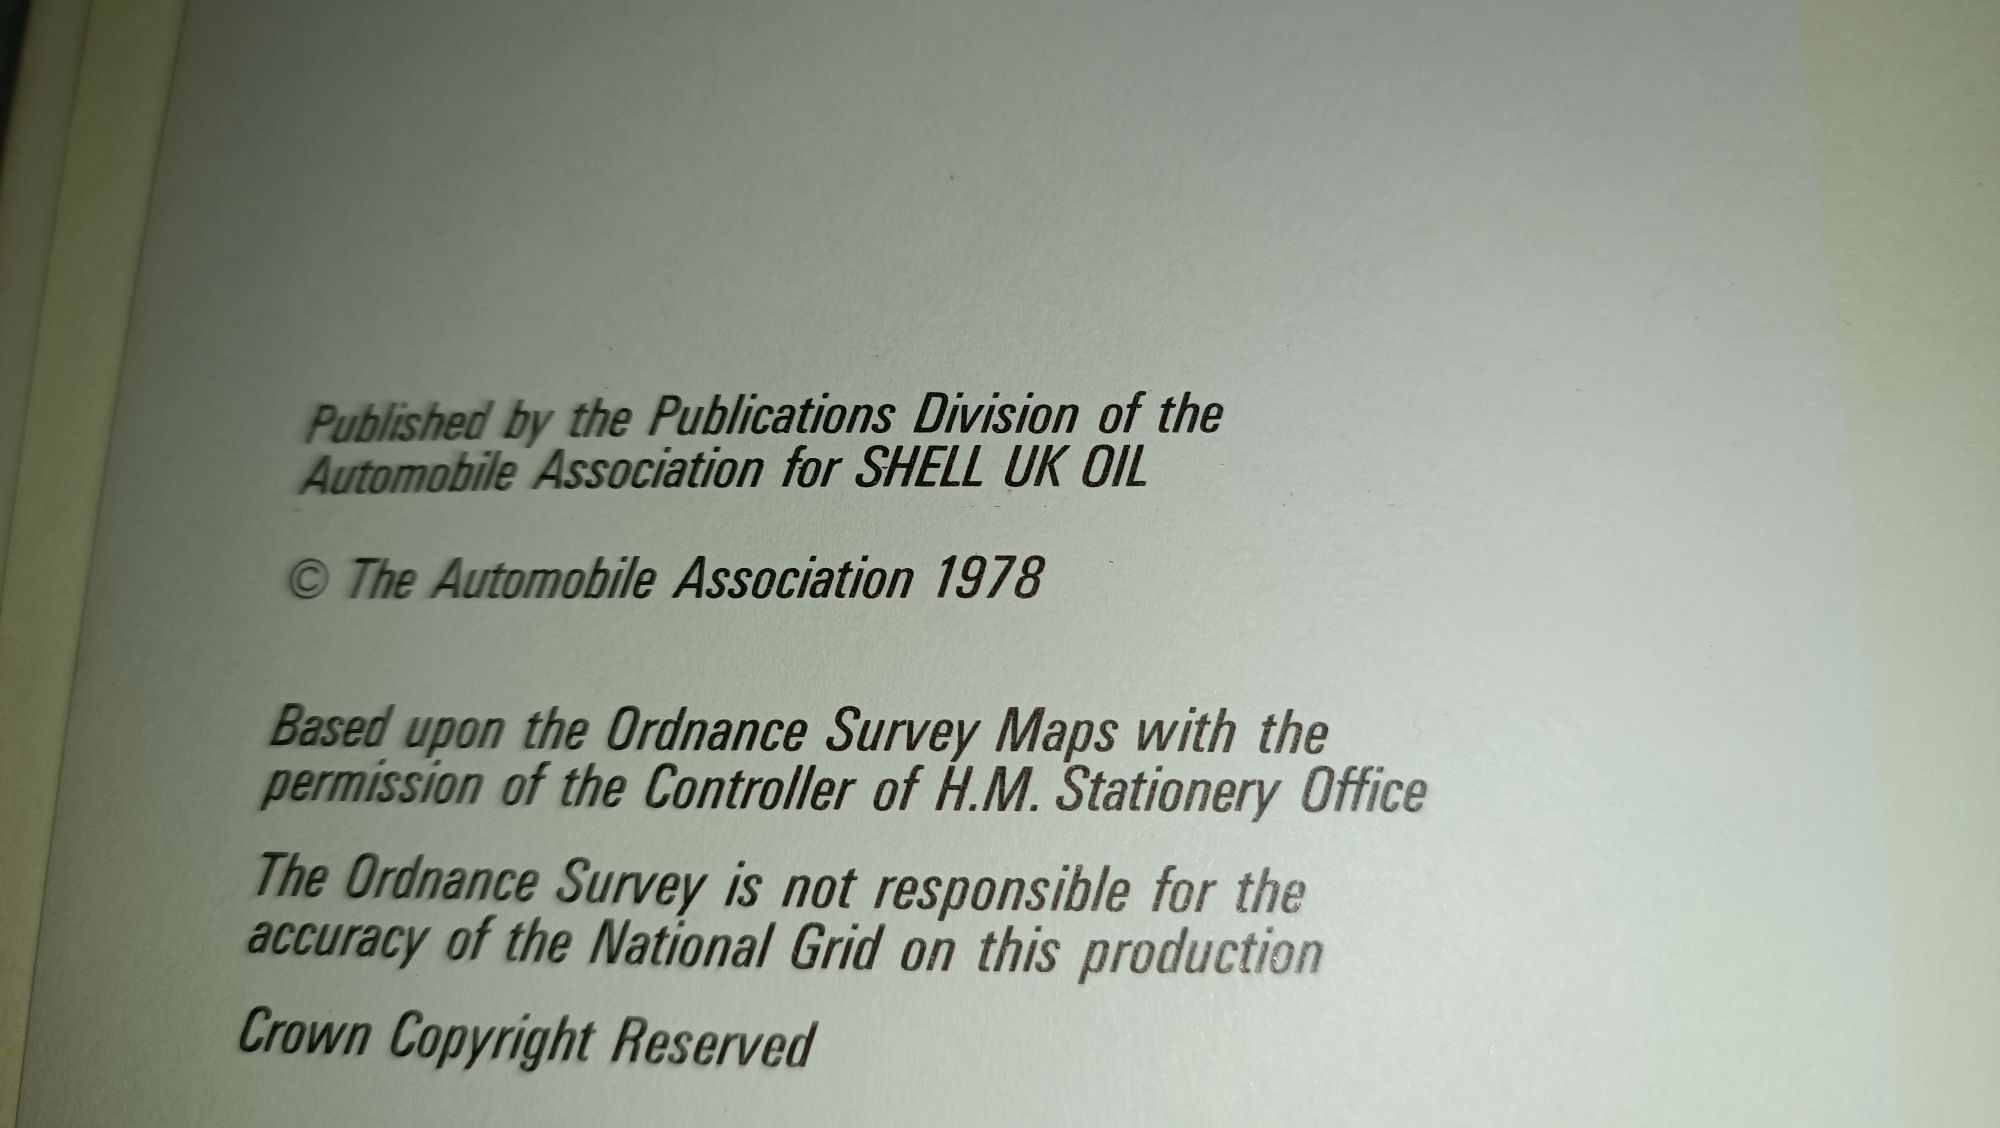 Published by the Publications Division of the
Automobile Association for SHELL UK OIL
© The Automobile Association 1978
Based upon the Ordnance Survey Maps with the
permission of the Controller of H.M. Stationery Office
The Ordnance Survey is not responsible for the
accuracy of the National Grid on this production
Crown Copyright Reserved